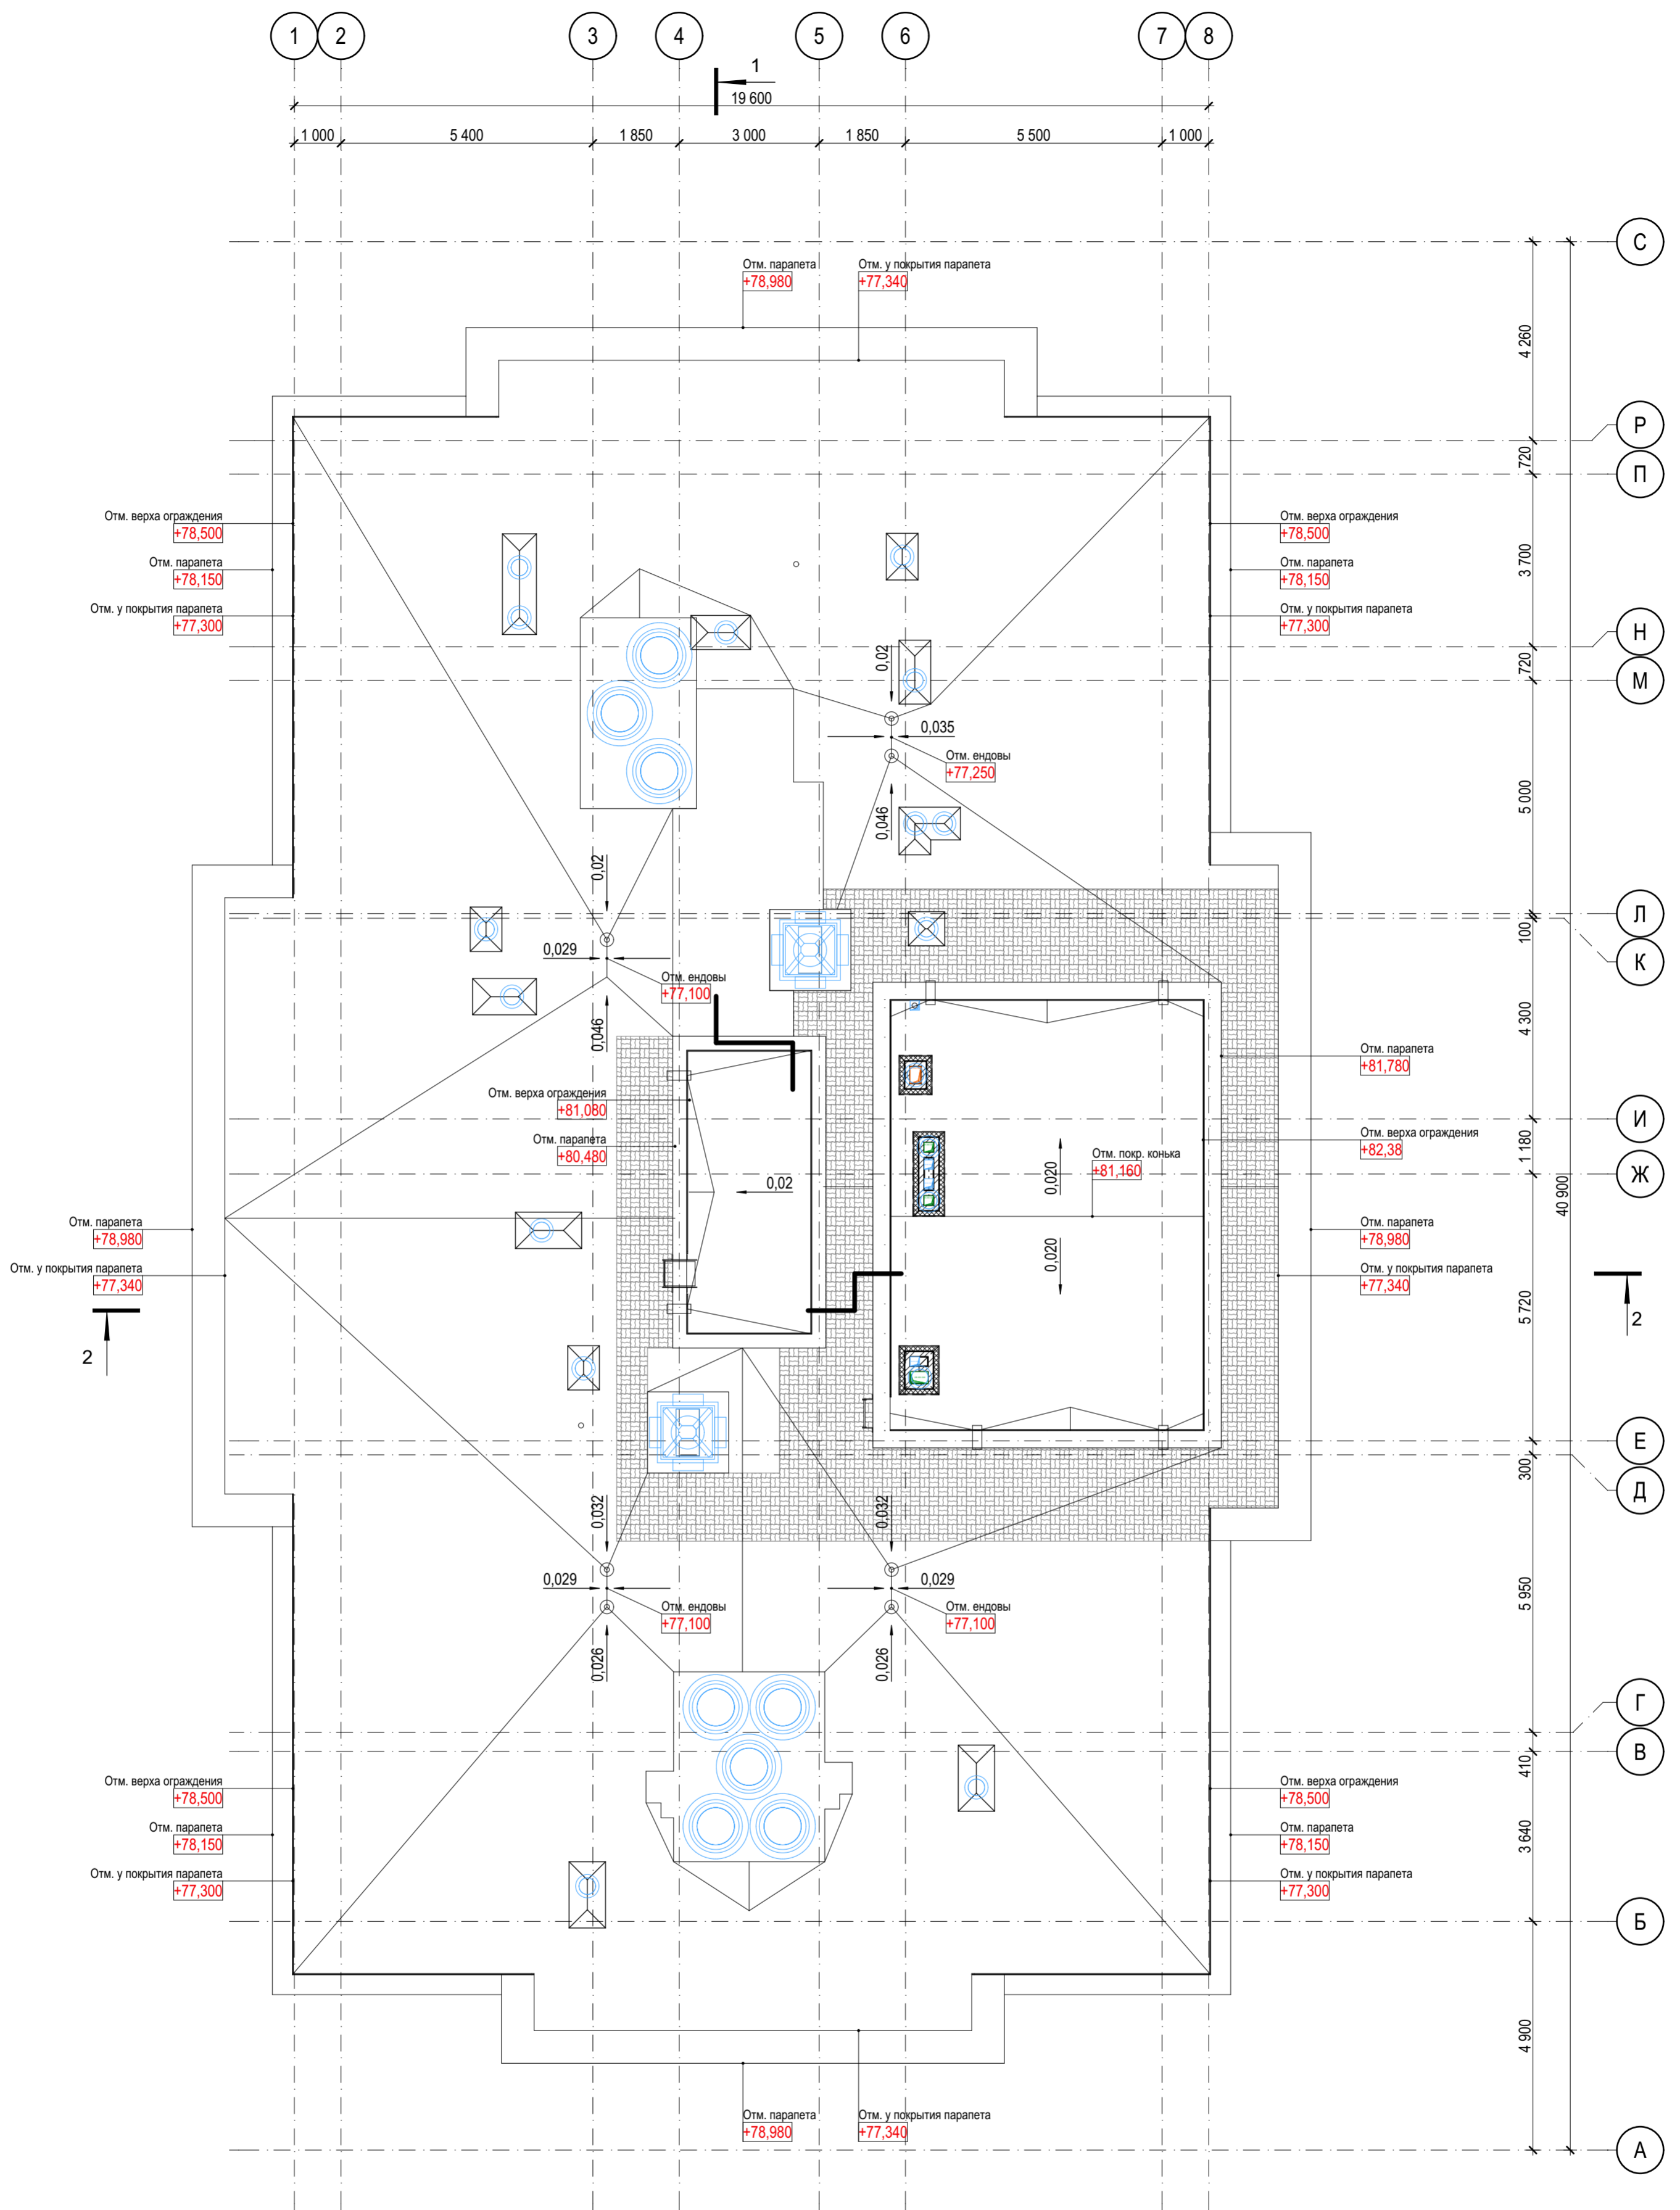 1 2 3 4 5 6 7 8
1
19 600
1 000 5 400 1 850 3 000 1 850 5 500 1 000
С
Отм. парапета
+78,980
Отм. у покрытия парапета
+77,340
4 260
Р
720
П
Отм. верха ограждения
+78,500
Отм. парапета
+78,150
Отм. у покрытия парапета
+77,300
Отм. верха ограждения
+78,500
Отм. парапета
+78,150
Отм. у покрытия парапета
+77,300
3 700
Н
720
М
0,02
0,035
Отм. ендовы
+77,250
0,046
5 000
0,02
0,029
Отм. ендовы
+77,100
0,046
Л
100
К
4 300
Отм. парапета
+81,780
Отм. верха ограждения
+81,080
Отм. парапета
+80,480
И
Отм. верха ограждения
+82,38
1 180
Отм. покр. конька
+81,160
0,020
0,02
Ж
40 900
0,020
Отм. парапета
+78,980
Отм. у покрытия парапета
+77,340
Отм. парапета
+78,980
Отм. у покрытия парапета
+77,340
5 720
2
2
Е
300
Д
0,032
0,032
0,029
0,029
Отм. ендовы
+77,100
Отм. ендовы
+77,100
0,026
0,026
5 950
Г
В
410
Отм. верха ограждения
+78,500
Отм. парапета
+78,150
Отм. у покрытия парапета
+77,300
Отм. верха ограждения
+78,500
Отм. парапета
+78,150
Отм. у покрытия парапета
+77,300
3 640
Б
4 900
Отм. парапета
+78,980
Отм. у покрытия парапета
+77,340
А